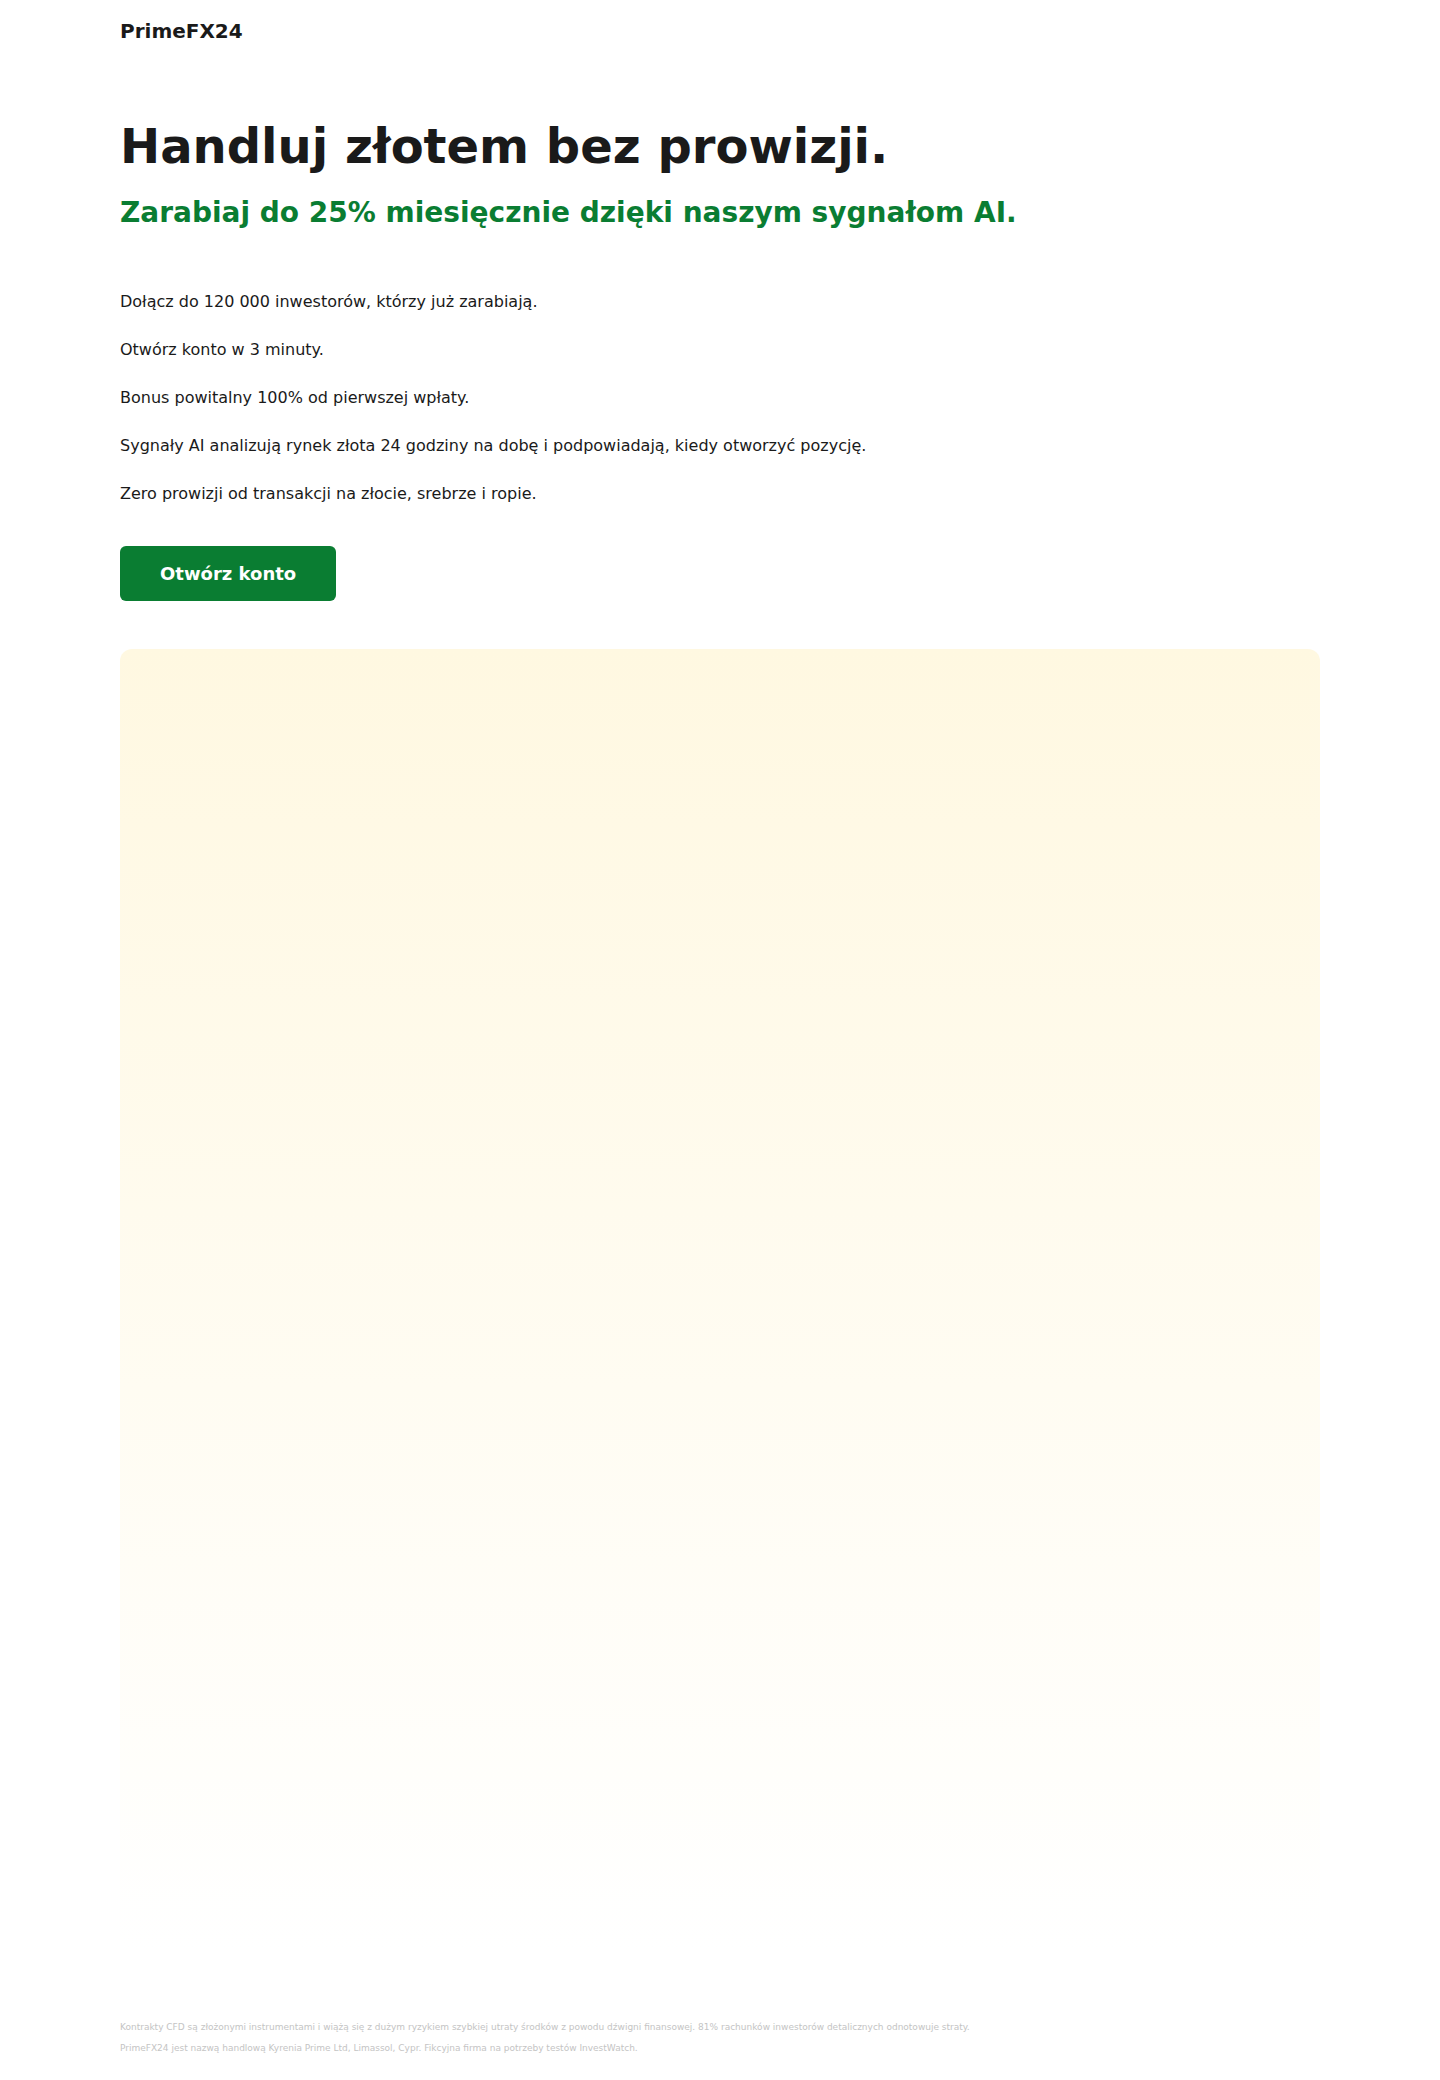 PrimeFX24
Handluj złotem bez prowizji.
Zarabiaj do 25% miesięcznie dzięki naszym sygnałom AI.
Dołącz do 120 000 inwestorów, którzy już zarabiają.
Otwórz konto w 3 minuty.
Bonus powitalny 100% od pierwszej wpłaty.
Sygnały AI analizują rynek złota 24 godziny na dobę i podpowiadają, kiedy otworzyć pozycję.
Zero prowizji od transakcji na złocie, srebrze i ropie.
Otwórz konto
Kontrakty CFD są złożonymi instrumentami i wiążą się z dużym ryzykiem szybkiej utraty środków z powodu dźwigni finansowej. 81% rachunków inwestorów detalicznych odnotowuje straty.
PrimeFX24 jest nazwą handlową Kyrenia Prime Ltd, Limassol, Cypr. Fikcyjna firma na potrzeby testów InvestWatch.